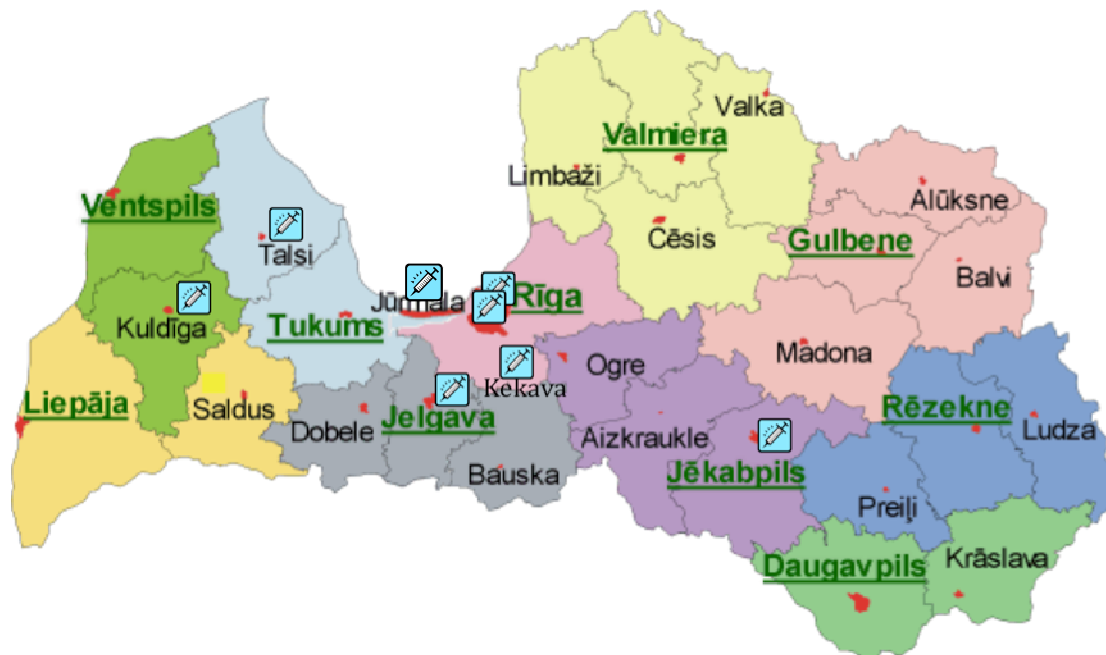 Valka
Valmiera
Limbaži
Alūksne
Ventspils
Cēsis
Gulbene
Talsi
Balvi
Jūrmala
Rīga
Kuldīga
Tukums
Madona
Ogre
Kekava
Liepāja
Saldus
Jelgava
Rēzekne
Dobele
Aizkraukle
Ludza
Bauska
Jēkabpils
Preiļi
Daugavpils
Krāslava